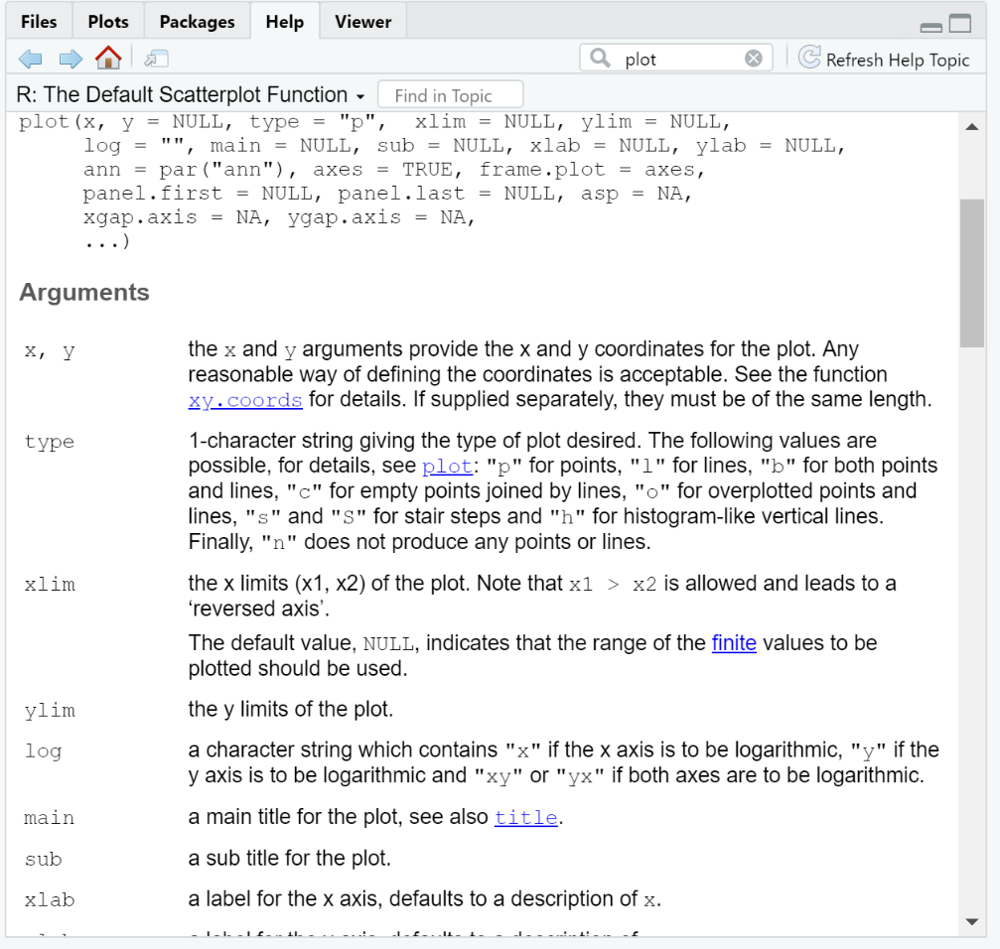 Files Plots Packages Help Viewer
plot Refresh Help Topic
R: The Default Scatterplot Function Find in Topic
plot(x, y = NULL, type = "p",  xlim = NULL, ylim = NULL,
log = "", main = NULL, sub = NULL, xlab = NULL, ylab = NULL,
ann = par("ann"), axes = TRUE, frame.plot = axes,
panel.first = NULL, panel.last = NULL, asp = NA,
xgap.axis = NA, ygap.axis = NA,
...)
Arguments
x, y the x and y arguments provide the x and y coordinates for the plot. Any
reasonable way of defining the coordinates is acceptable. See the function
xy.coords for details. If supplied separately, they must be of the same length.
type 1-character string giving the type of plot desired. The following values are
possible, for details, see plot: "p" for points, "l" for lines, "b" for both points
and lines, "c" for empty points joined by lines, "o" for overplotted points and
lines, "s" and "S" for stair steps and "h" for histogram-like vertical lines.
Finally, "n" does not produce any points or lines.
xlim the x limits (x1, x2) of the plot. Note that x1 > x2 is allowed and leads to a
‘reversed axis’.
The default value, NULL, indicates that the range of the finite values to be
plotted should be used.
ylim the y limits of the plot.
log a character string which contains "x" if the x axis is to be logarithmic, "y" if the
y axis is to be logarithmic and "xy" or "yx" if both axes are to be logarithmic.
main a main title for the plot, see also title.
sub a sub title for the plot.
xlab a label for the x axis, defaults to a description of x.